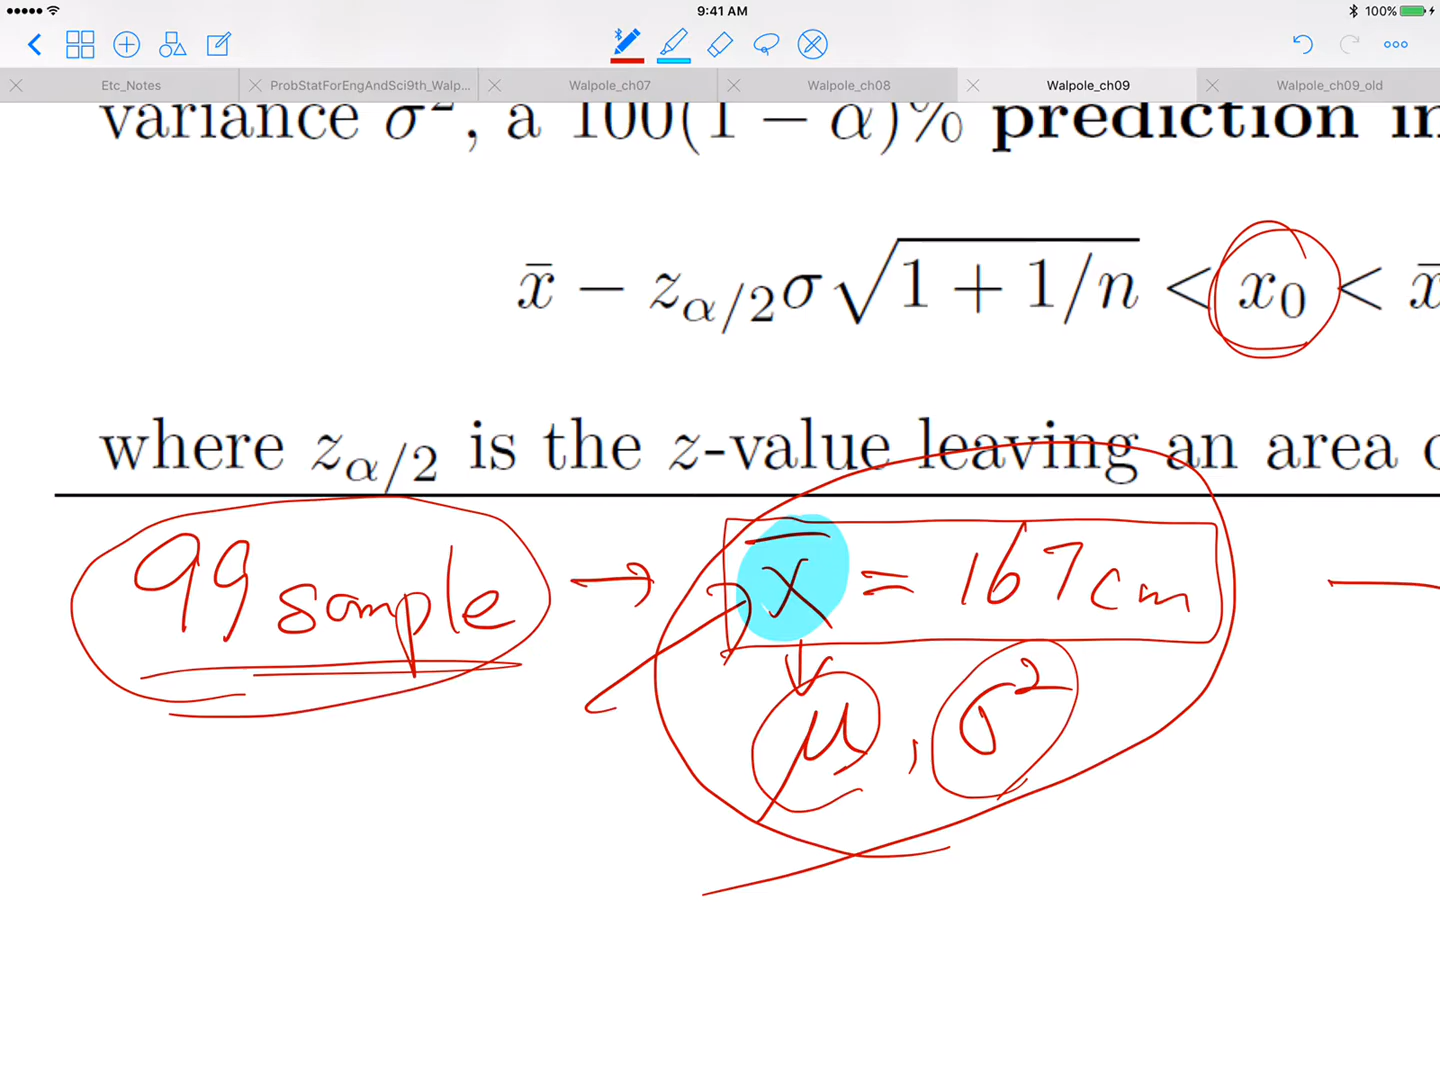 9:41 AM 100%
Etc_Notes ProbStatForEngAndSci9th_Walp... Walpole_ch07 Walpole_ch08 Walpole_ch09 Walpole_ch09_old
variance σ², a 100(1 − α)% prediction in
x̄ − z_{α/2}σ√(1 + 1/n) < x₀ < x̄
where z_{α/2} is the z-value leaving an area
99 sample → X̄ = 167cm
μ, σ²